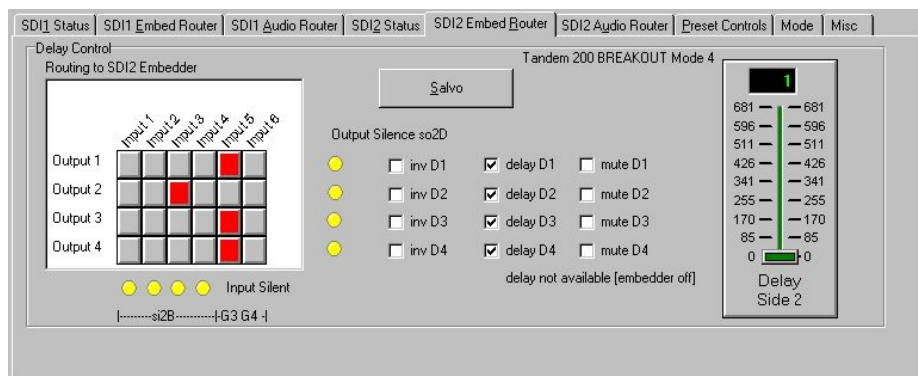 SDI1 Status SDI1 Embed Router SDI1 Audio Router SDI2 Status SDI2 Embed Router SDI2 Audio Router Preset Controls Mode Misc
Delay Control
Routing to SDI2 Embedder
Tandem 200 BREAKOUT Mode 4
Salvo
Input 1 Input 2 Input 3 Input 4 Input 5 Input 6
Output 1
Output 2
Output 3
Output 4
Input Silent
|---------si2B----------|-G3 G4 -|
Output Silence so2D
inv D1 delay D1 mute D1
inv D2 delay D2 mute D2
inv D3 delay D3 mute D3
inv D4 delay D4 mute D4
delay not available [embedder off]
1
681 681
596 596
511 511
426 426
341 341
255 255
170 170
85 85
0 0
Delay
Side 2